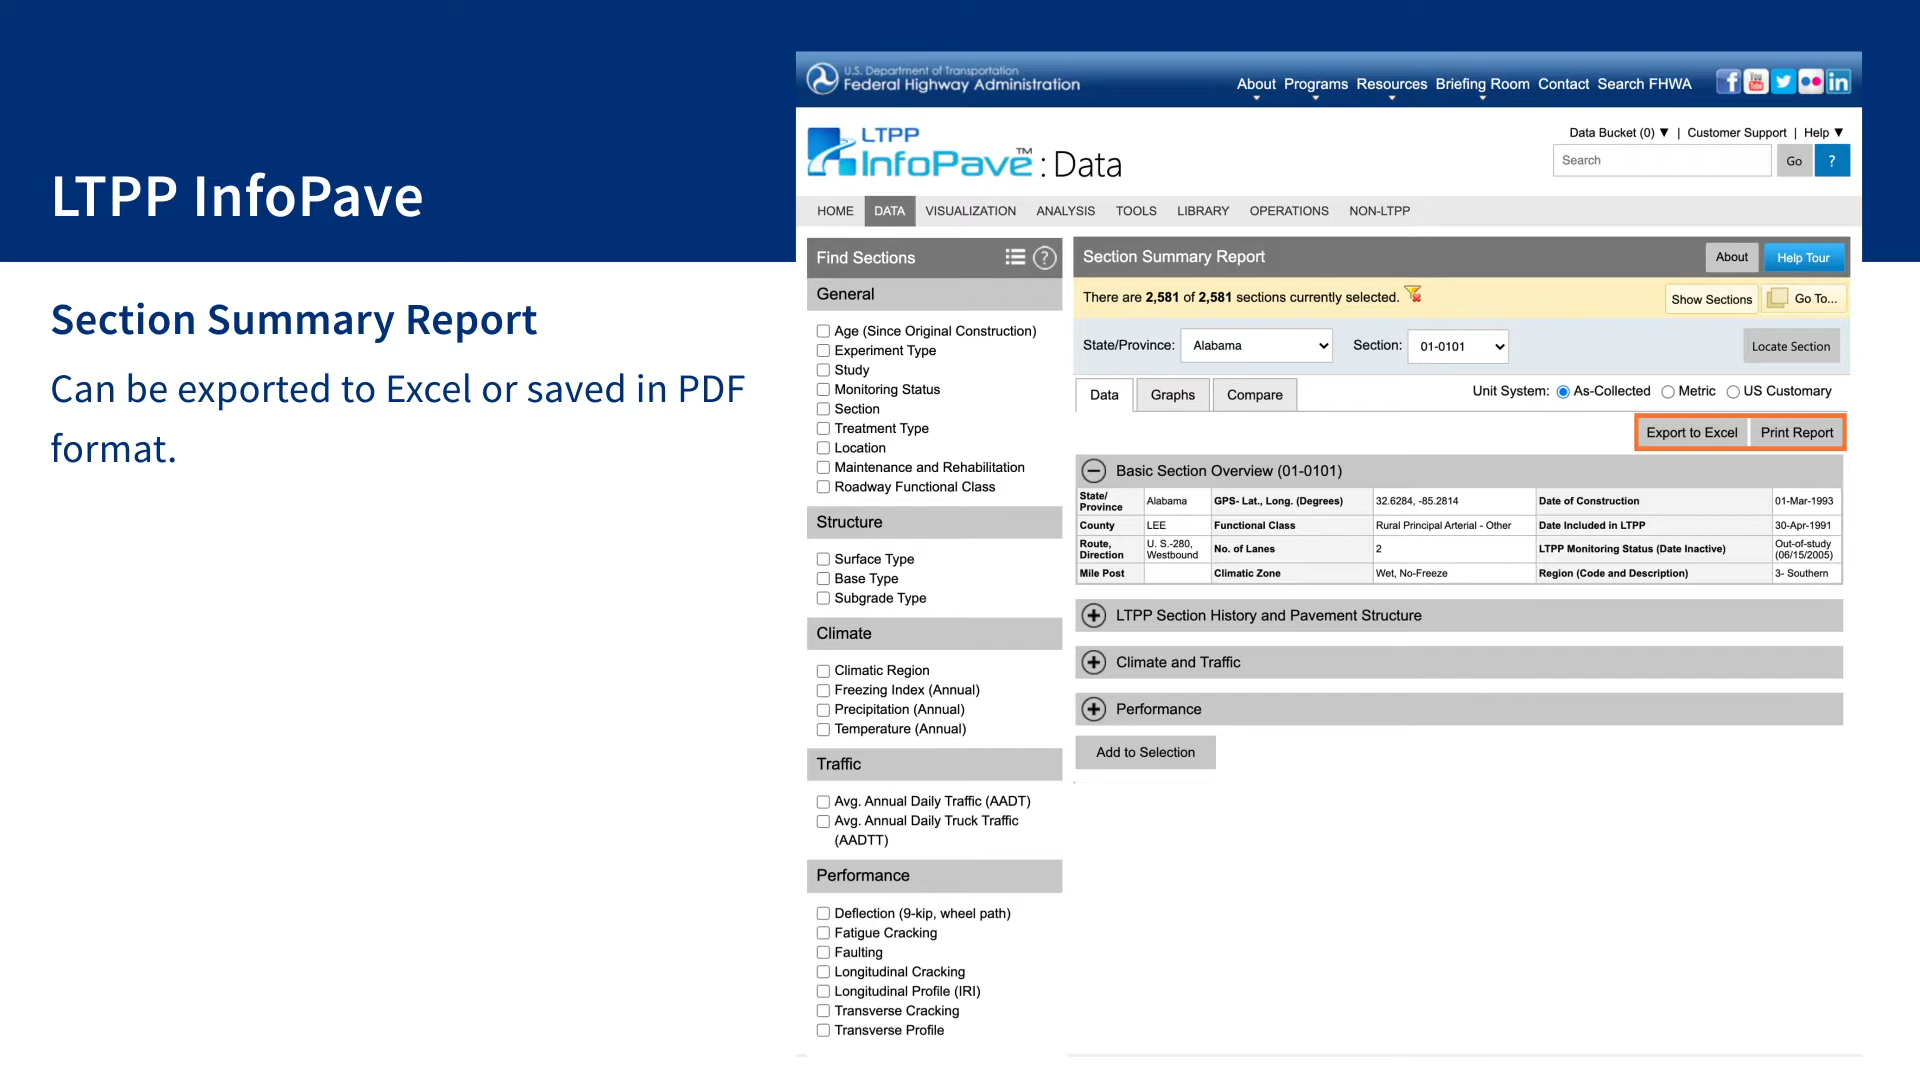 LTPP InfoPave
Section Summary Report
Can be exported to Excel or saved in PDF
format.
U.S. Department of Transportation
Federal Highway Administration
About Programs Resources Briefing Room Contact Search FHWA
LTPP
InfoPave™ : Data
Data Bucket (0) ▼ | Customer Support | Help ▼
Search Go ?
HOME DATA VISUALIZATION ANALYSIS TOOLS LIBRARY OPERATIONS NON-LTPP
Find Sections ?
General
Age (Since Original Construction)
Experiment Type
Study
Monitoring Status
Section
Treatment Type
Location
Maintenance and Rehabilitation
Roadway Functional Class
Structure
Surface Type
Base Type
Subgrade Type
Climate
Climatic Region
Freezing Index (Annual)
Precipitation (Annual)
Temperature (Annual)
Traffic
Avg. Annual Daily Traffic (AADT)
Avg. Annual Daily Truck Traffic
(AADTT)
Performance
Deflection (9-kip, wheel path)
Fatigue Cracking
Faulting
Longitudinal Cracking
Longitudinal Profile (IRI)
Transverse Cracking
Transverse Profile
Section Summary Report About Help Tour
There are 2,581 of 2,581 sections currently selected. Show Sections Go To...
State/Province: Alabama Section: 01-0101 Locate Section
Data Graphs Compare Unit System: As-Collected Metric US Customary
Export to Excel Print Report
Basic Section Overview (01-0101)
State/Province Alabama GPS- Lat., Long. (Degrees) 32.6284, -85.2814 Date of Construction 01-Mar-1993
County LEE Functional Class Rural Principal Arterial - Other Date Included in LTPP 30-Apr-1991
Route, Direction U. S.-280, Westbound No. of Lanes 2 LTPP Monitoring Status (Date Inactive) Out-of-study (06/15/2005)
Mile Post Climatic Zone Wet, No-Freeze Region (Code and Description) 3- Southern
LTPP Section History and Pavement Structure
Climate and Traffic
Performance
Add to Selection